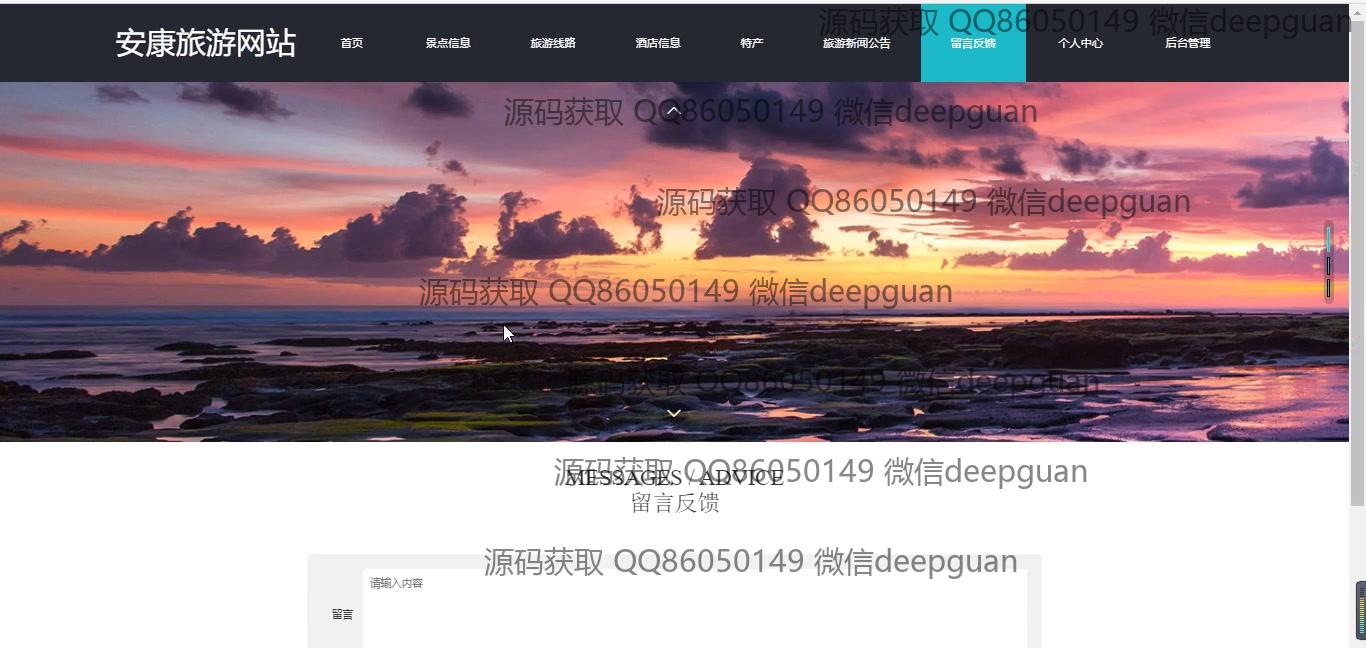 源码获取 QQ86050149 微信deepguan
安康旅游网站 首页 景点信息 旅游线路 酒店信息 特产 旅游新闻公告 留言反馈 个人中心 后台管理
源码获取 QQ86050149 微信deepguan
源码获取 QQ86050149 微信deepguan
源码获取 QQ86050149 微信deepguan
源码获取 QQ86050149 微信deepguan
源码获取 QQ86050149 微信deepguan
MESSAGES / ADVICE
留言反馈
源码获取 QQ86050149 微信deepguan
请输入内容
留言